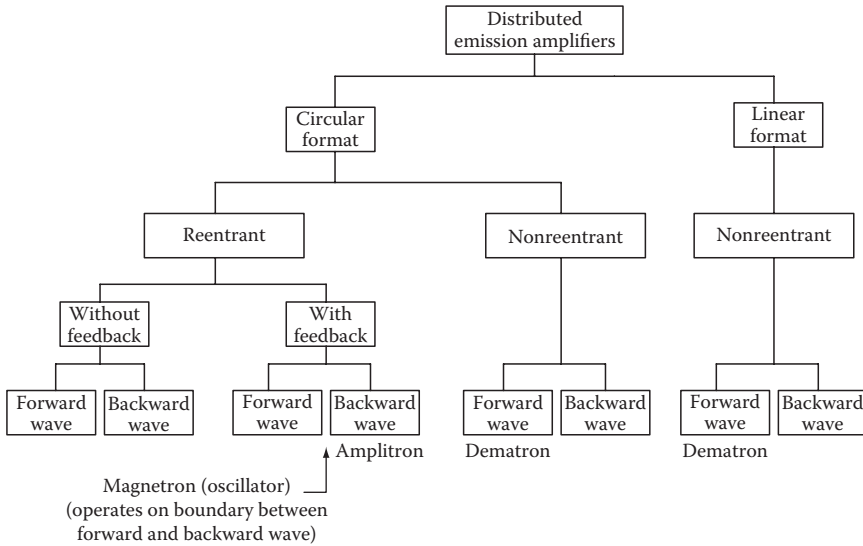 Distributed
emission amplifiers
Circular
format
Linear
format
Reentrant
Nonreentrant
Nonreentrant
Without
feedback
With
feedback
Forward
wave
Backward
wave
Forward
wave
Backward
wave
Forward
wave
Backward
wave
Forward
wave
Backward
wave
Amplitron
Dematron
Dematron
Magnetron (oscillator)
(operates on boundary between
forward and backward wave)